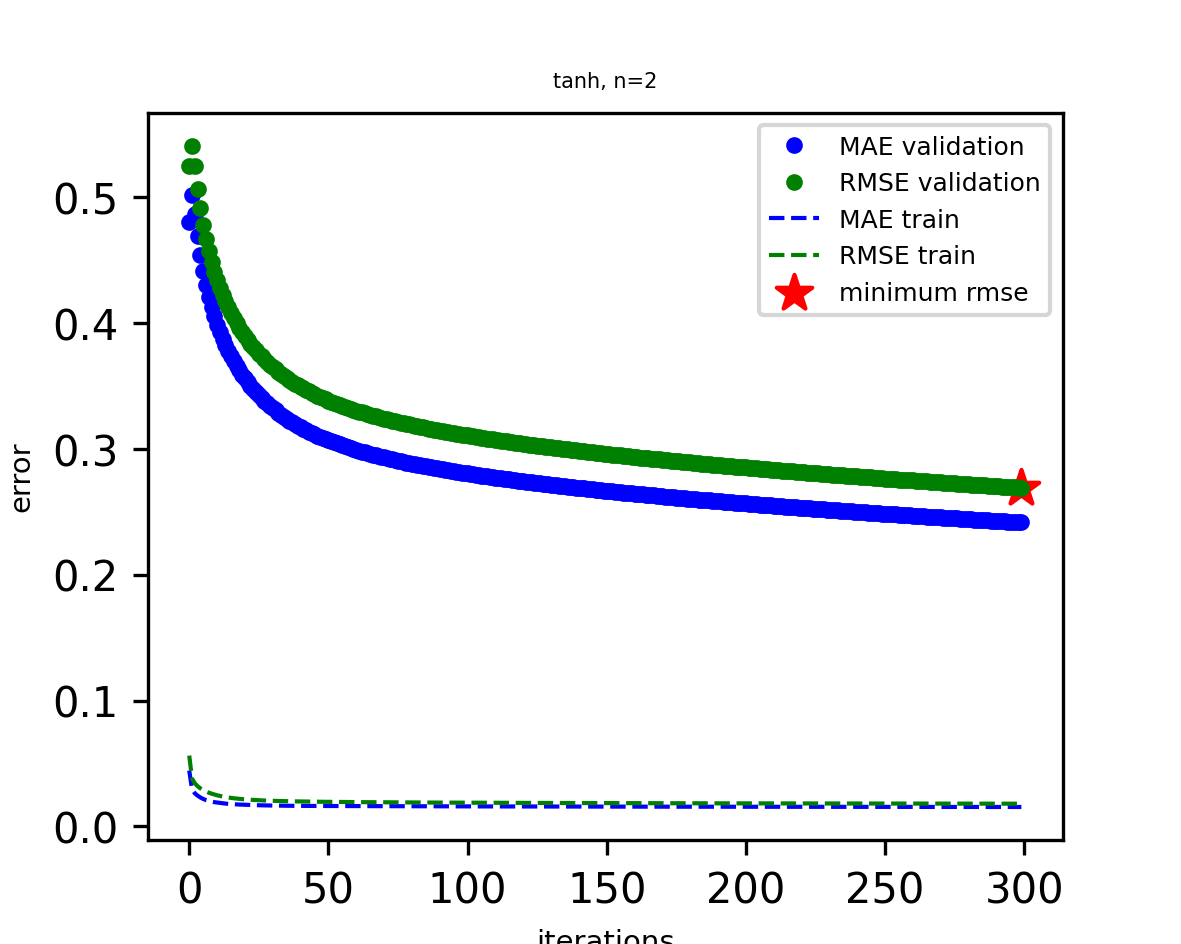 tanh, n=2
MAE validation
RMSE validation
MAE train
RMSE train
minimum rmse
error
0.5
0.4
0.3
0.2
0.1
0.0
0 50 100 150 200 250 300
iterations